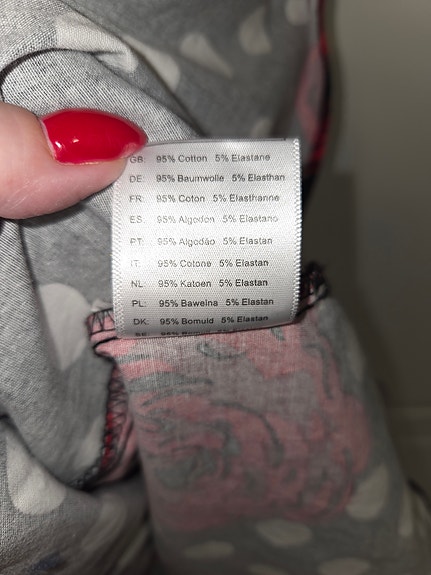 GB: 95% Cotton 5% Elastane
DE: 95% Baumwolle 5% Elasthan
FR: 95% Coton 5% Elasthanne
ES: 95% Algodon 5% Elastano
PT: 95% Algodão 5% Elastan
IT: 95% Cotone 5% Elastan
NL: 95% Katoen 5% Elastan
PL: 95% Bawelna 5% Elastan
DK: 95% Bomuld 5% Elastan